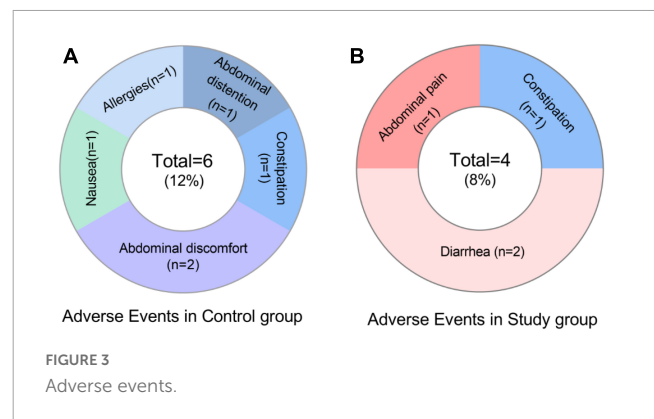 A
Allergies(n=1)
Abdominal
distention
(n=1)
Constipation
(n=1)
Abdominal discomfort
(n=2)
Nausea(n=1)
Total=6
(12%)
Adverse Events in Control group
B
Abdominal pain
(n=1)
Constipation
(n=1)
Diarrhea (n=2)
Total=4
(8%)
Adverse Events in Study group
FIGURE 3
Adverse events.